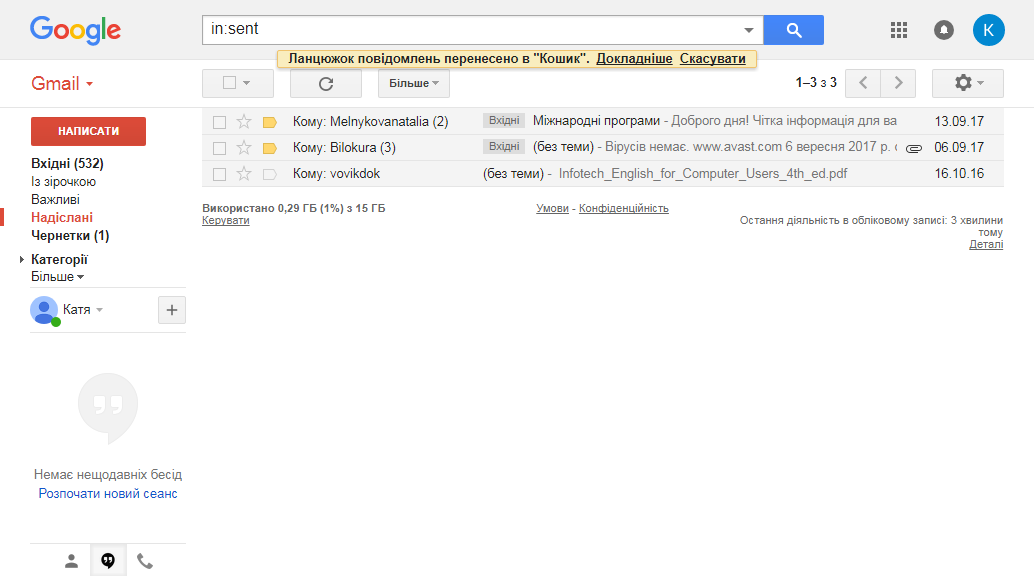 Google
in:sent
K
Ланцюжок повідомлень перенесено в "Кошик". Докладніше Скасувати
Gmail
Більше
1–3 з 3
НАПИСАТИ
Вхідні (532)
Із зірочкою
Важливі
Надіслані
Чернетки (1)
Категорії
Більше
Катя
Немає нещодавніх бесід
Розпочати новий сеанс
Кому: Melnykovanatalia (2) Вхідні Міжнародні програми - Доброго дня! Чітка інформація для ва 13.09.17
Кому: Bilokura (3) Вхідні (без теми) - Вірусів немає. www.avast.com 6 вересня 2017 р. 06.09.17
Кому: vovikdok (без теми) - Infotech_English_for_Computer_Users_4th_ed.pdf 16.10.16
Використано 0,29 ГБ (1%) з 15 ГБ
Керувати
Умови - Конфіденційність
Остання діяльність в обліковому записі: 3 хвилини
тому
Деталі